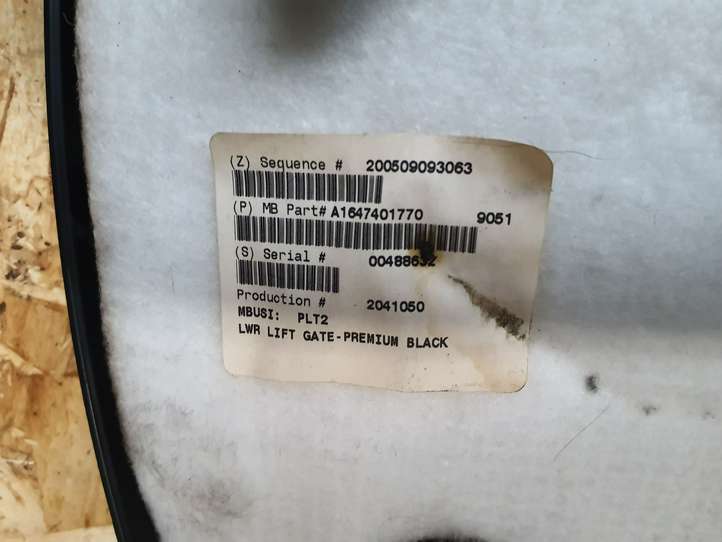 (Z) Sequence # 200509093063
(P) MB Part# A1647401770 9051
(S) Serial # 00488632
Production # 2041050
MBUSI: PLT2
LWR LIFT GATE-PREMIUM BLACK